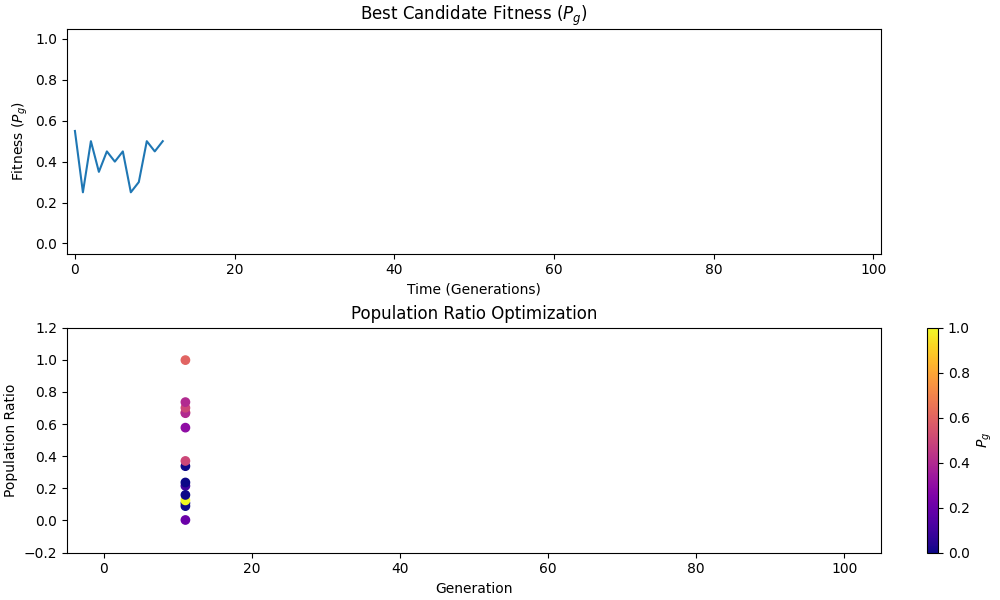 Best Candidate Fitness (P_g)
1.0
0.8
0.6
0.4
0.2
0.0
Fitness (P_g)
0 20 40 60 80 100
Time (Generations)
Population Ratio Optimization
1.2
1.0
0.8
0.6
0.4
0.2
0.0
−0.2
Population Ratio
0 20 40 60 80 100
Generation
1.0
0.8
0.6
0.4
0.2
0.0
P_g